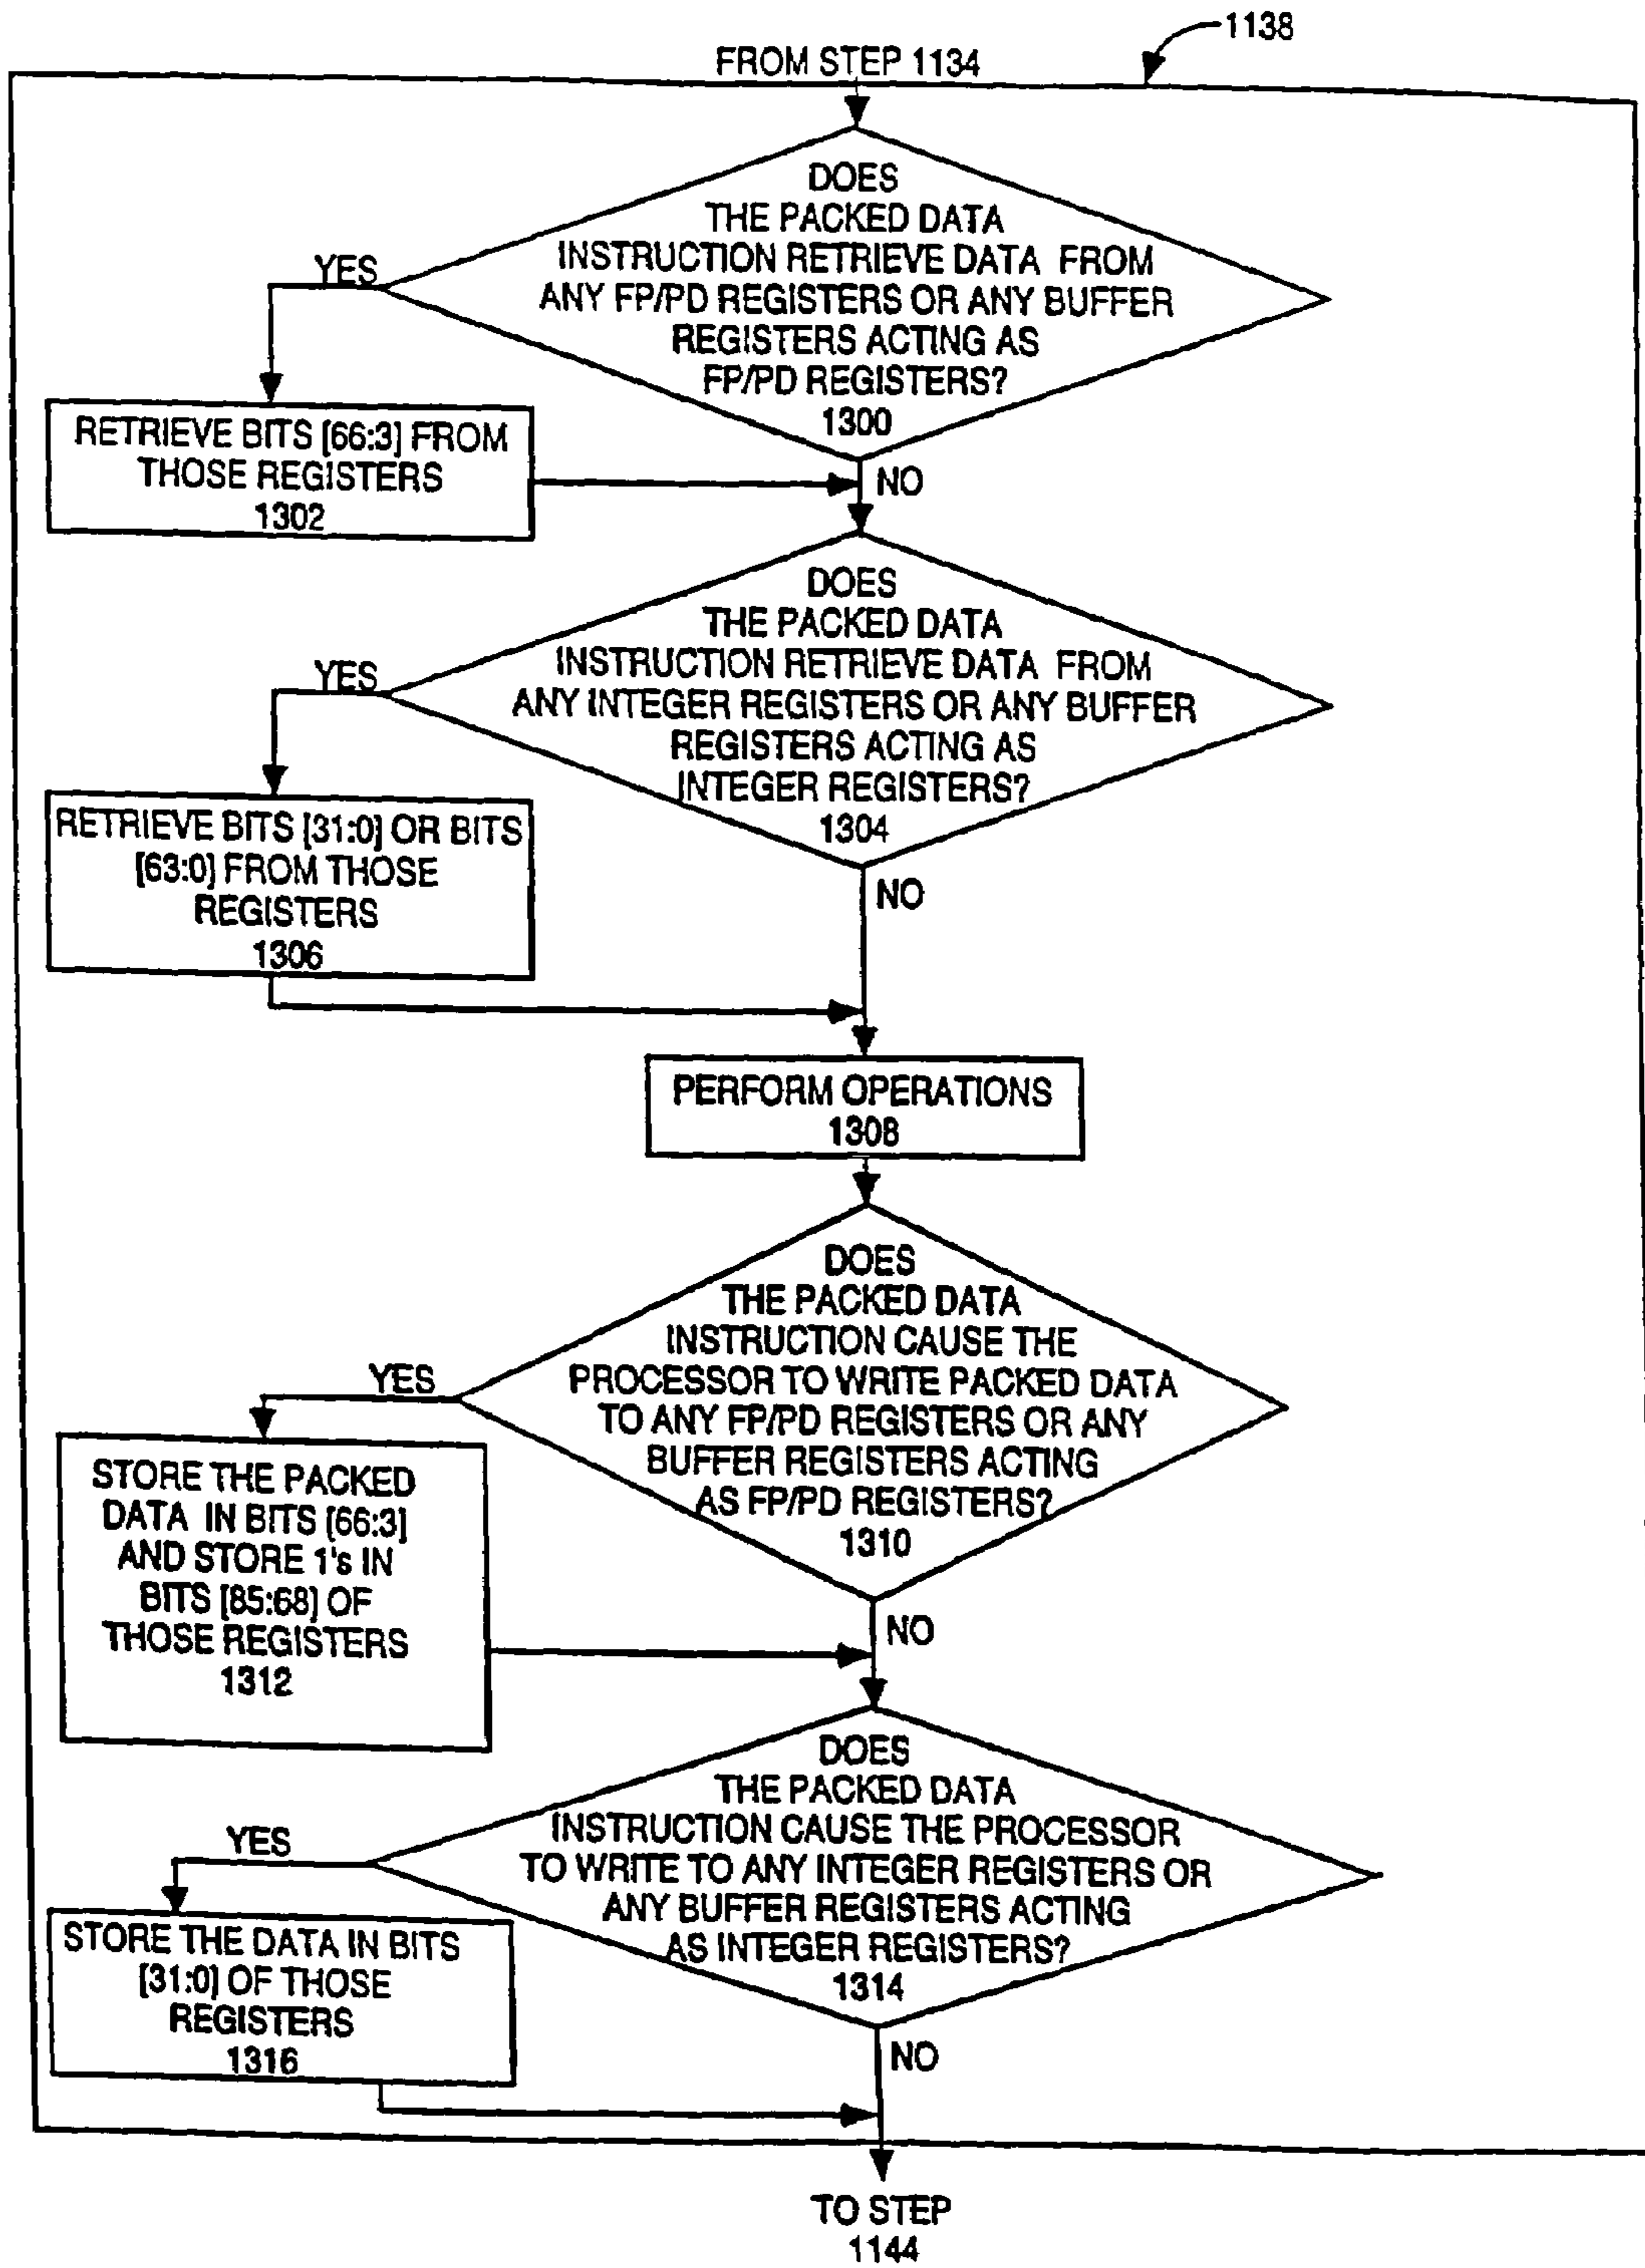 1138
FROM STEP 1134
DOES
THE PACKED DATA
INSTRUCTION RETRIEVE DATA FROM
ANY FP/PD REGISTERS OR ANY BUFFER
REGISTERS ACTING AS
FP/PD REGISTERS?
1300
YES
RETRIEVE BITS [66:3] FROM
THOSE REGISTERS
1302
NO
DOES
THE PACKED DATA
INSTRUCTION RETRIEVE DATA FROM
ANY INTEGER REGISTERS OR ANY BUFFER
REGISTERS ACTING AS
INTEGER REGISTERS?
1304
YES
RETRIEVE BITS [31:0] OR BITS
[63:0] FROM THOSE
REGISTERS
1306
NO
PERFORM OPERATIONS
1308
DOES
THE PACKED DATA
INSTRUCTION CAUSE THE
PROCESSOR TO WRITE PACKED DATA
TO ANY FP/PD REGISTERS OR ANY
BUFFER REGISTERS ACTING
AS FP/PD REGISTERS?
1310
YES
STORE THE PACKED
DATA IN BITS [66:3]
AND STORE 1's IN
BITS [85:68] OF
THOSE REGISTERS
1312
NO
DOES
THE PACKED DATA
INSTRUCTION CAUSE THE PROCESSOR
TO WRITE TO ANY INTEGER REGISTERS OR
ANY BUFFER REGISTERS ACTING
AS INTEGER REGISTERS?
1314
YES
STORE THE DATA IN BITS
[31:0] OF THOSE
REGISTERS
1316
NO
TO STEP
1144